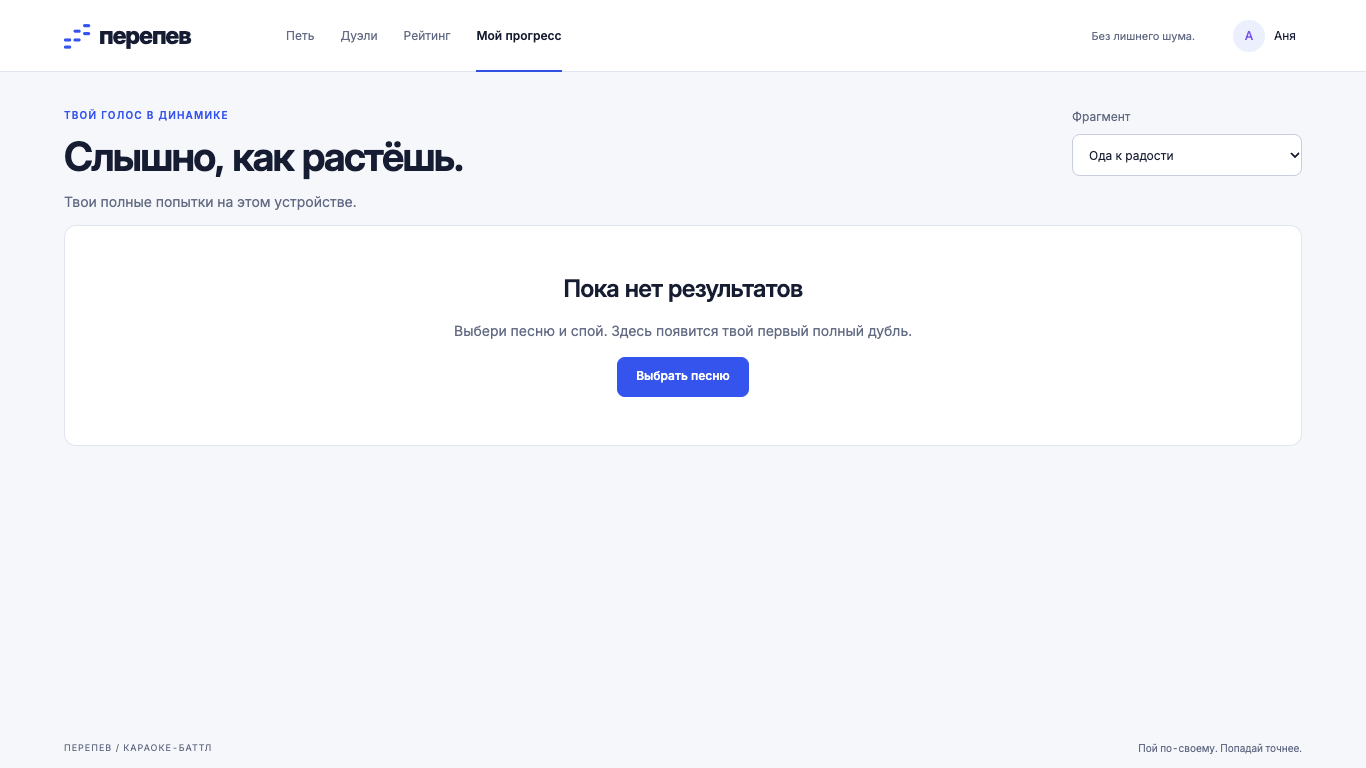 перепев
Петь Дуэли Рейтинг Мой прогресс
Без лишнего шума.
А Аня
ТВОЙ ГОЛОС В ДИНАМИКЕ
Слышно, как растёшь.
Твои полные попытки на этом устройстве.
Фрагмент
Ода к радости
Пока нет результатов
Выбери песню и спой. Здесь появится твой первый полный дубль.
Выбрать песню
ПЕРЕПЕВ / КАРАОКЕ-БАТТЛ
Пой по-своему. Попадай точнее.